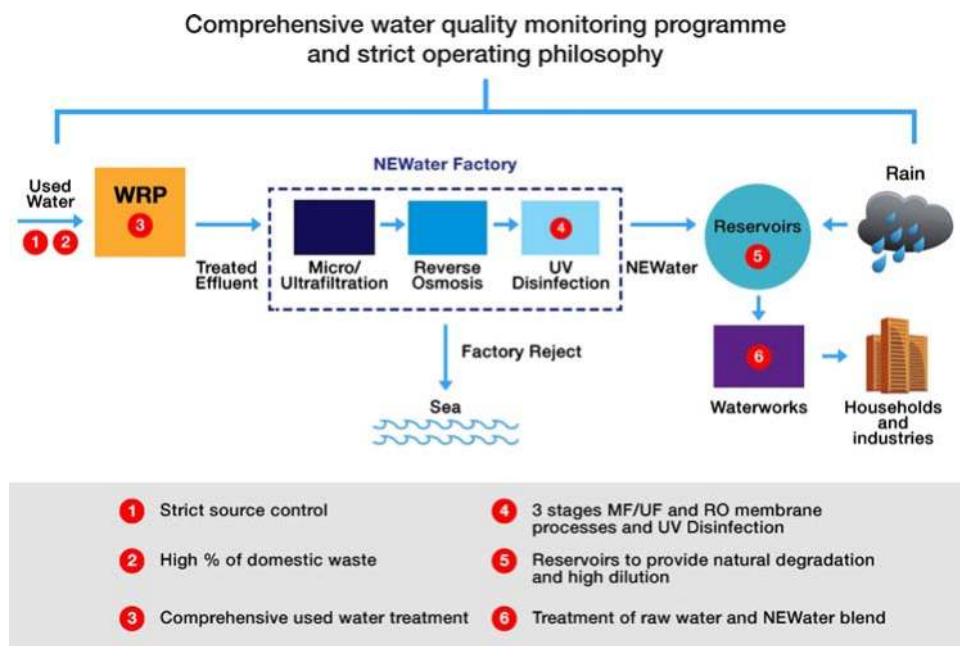 Comprehensive water quality monitoring programme
and strict operating philosophy
NEWater Factory
Used
Water
1 2
WRP
3
Treated
Effluent
Micro/
Ultrafiltration
Reverse
Osmosis
4
UV
Disinfection
NEWater
Reservoirs
5
Rain
Factory Reject
Sea
6
Waterworks
Households
and
industries
1 Strict source control
2 High % of domestic waste
3 Comprehensive used water treatment
4 3 stages MF/UF and RO membrane
processes and UV Disinfection
5 Reservoirs to provide natural degradation
and high dilution
6 Treatment of raw water and NEWater blend